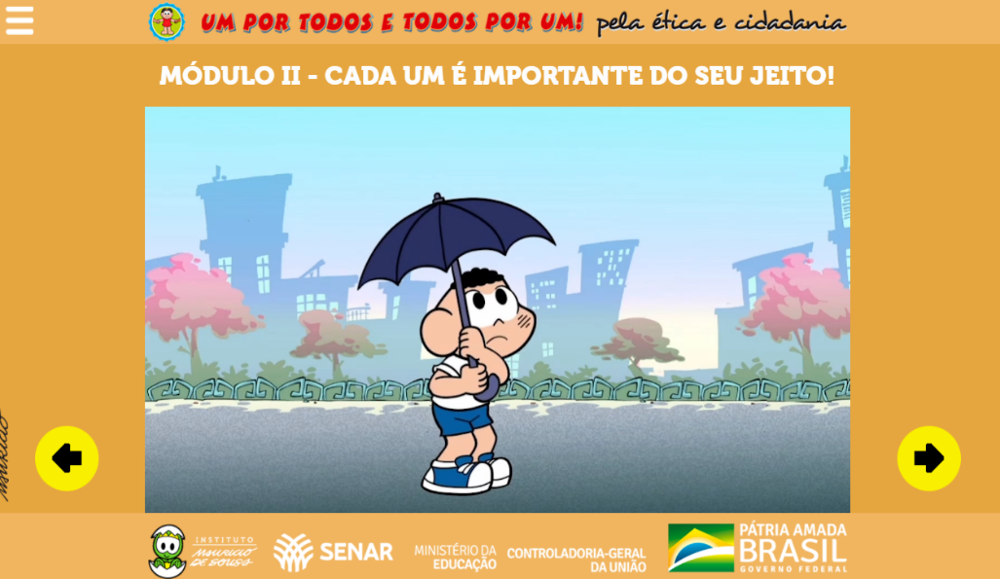 UM POR TODOS E TODOS POR UM! pela ética e cidadania
MÓDULO II - CADA UM É IMPORTANTE DO SEU JEITO!
MAURICIO
INSTITUTO
MAURICIO
DE SOUSA
SENAR
MINISTÉRIO DA
EDUCAÇÃO
CONTROLADORIA-GERAL
DA UNIÃO
PÁTRIA AMADA
BRASIL
GOVERNO FEDERAL